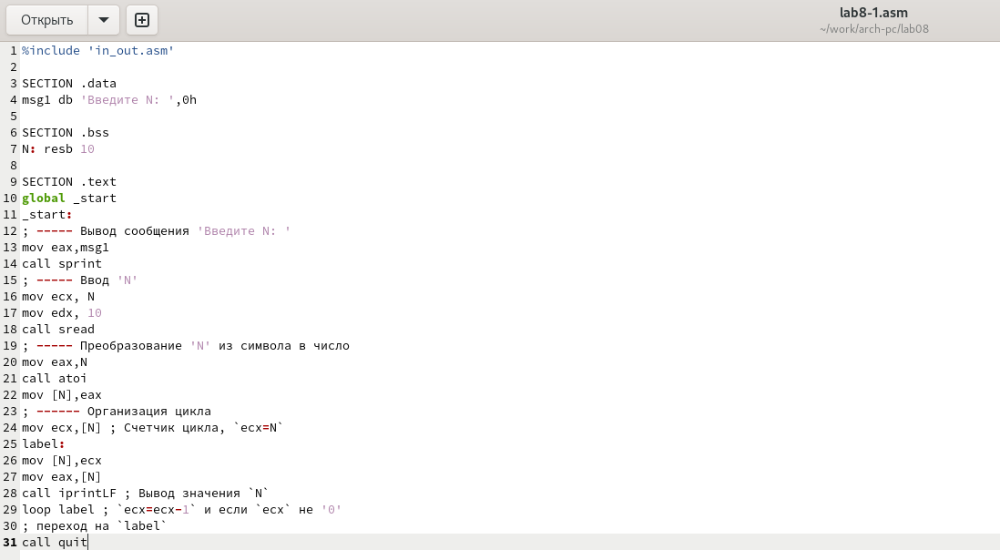 Открыть
lab8-1.asm
~/work/arch-pc/lab08
1 %include 'in_out.asm'
2
3 SECTION .data
4 msg1 db 'Введите N: ',0h
5
6 SECTION .bss
7 N: resb 10
8
9 SECTION .text
10 global _start
11 _start:
12 ; ----- Вывод сообщения 'Введите N: '
13 mov eax,msg1
14 call sprint
15 ; ----- Ввод 'N'
16 mov ecx, N
17 mov edx, 10
18 call sread
19 ; ----- Преобразование 'N' из символа в число
20 mov eax,N
21 call atoi
22 mov [N],eax
23 ; ------ Организация цикла
24 mov ecx,[N] ; Счетчик цикла, `ecx=N`
25 label:
26 mov [N],ecx
27 mov eax,[N]
28 call iprintLF ; Вывод значения `N`
29 loop label ; `ecx=ecx-1` и если `ecx` не '0'
30 ; переход на `label`
31 call quit